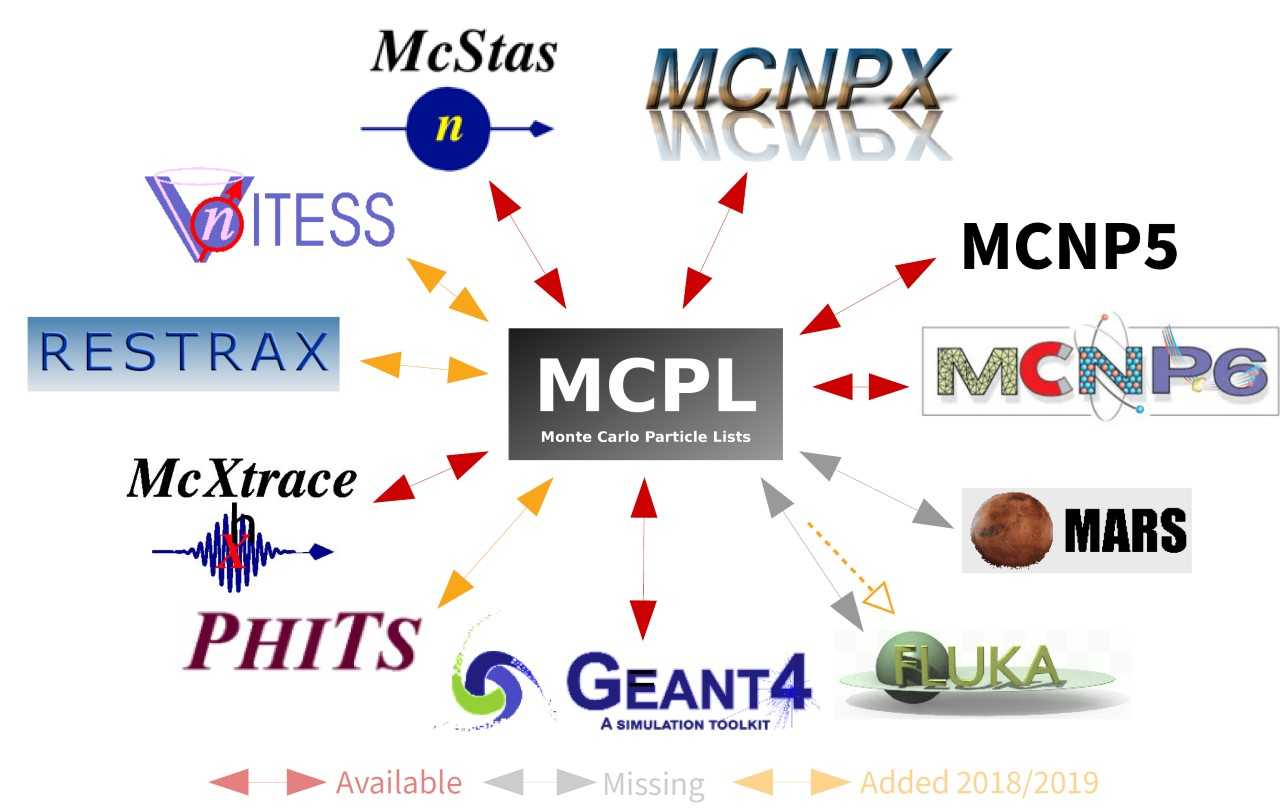 McStas
n
MCNPX
VnITESS
MCNP5
RESTRAX
MCPL
Monte Carlo Particle Lists
MCNP6
McXtrace
h
X
MARS
PHITS
GEANT4
A SIMULATION TOOLKIT
FLUKA
Available
Missing
Added 2018/2019